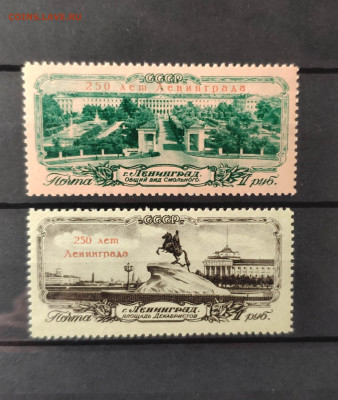 СССР
250 лет Ленинграда
г. Ленинград.
Общий вид Смольного
Почта
1 руб.
СССР
250 лет
Ленинграда
г. Ленинград.
площадь Декабристов
Почта
1 руб.